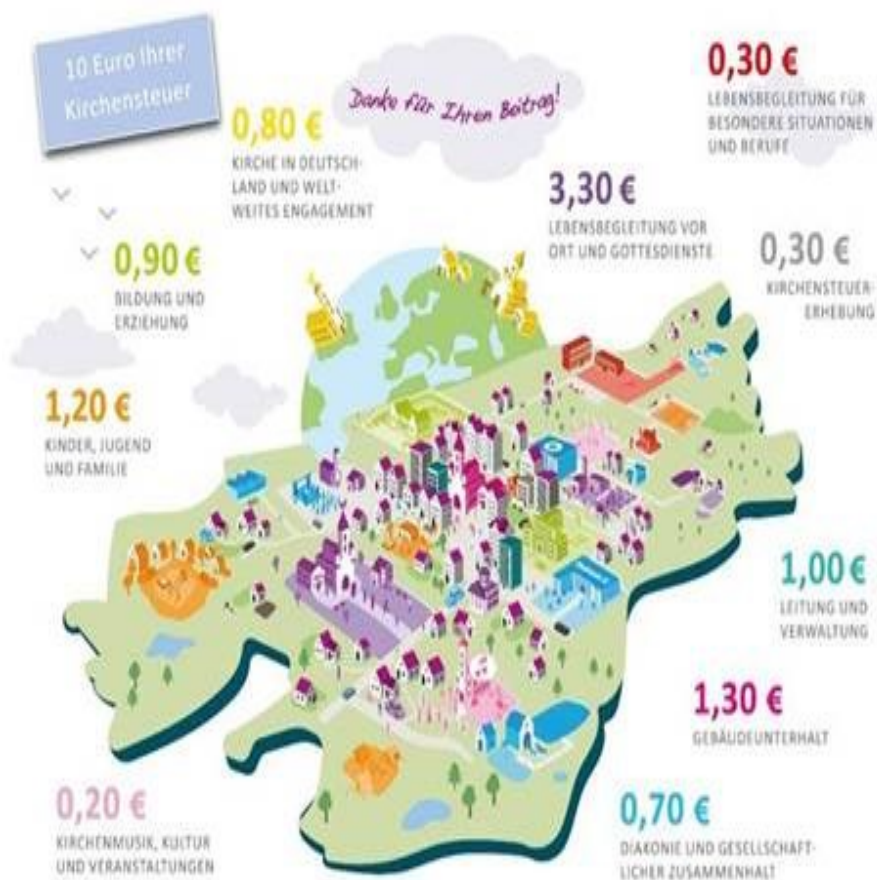 10 Euro Ihrer
Kirchensteuer
Danke für Ihren Beitrag!
0,30 €
LEBENSBEGLEITUNG FÜR
BESONDERE SITUATIONEN
UND BERUFE
0,80 €
KIRCHE IN DEUTSCH-
LAND UND WELT-
WEITES ENGAGEMENT
3,30 €
LEBENSBEGLEITUNG VOR
ORT UND GOTTESDIENSTE
0,30 €
KIRCHENSTEUER-
ERHEBUNG
0,90 €
BILDUNG UND
ERZIEHUNG
1,20 €
KINDER, JUGEND
UND FAMILIE
1,00 €
LEITUNG UND
VERWALTUNG
1,30 €
GEBÄUDEUNTERHALT
0,20 €
KIRCHENMUSIK, KULTUR
UND VERANSTALTUNGEN
0,70 €
DIAKONIE UND GESELLSCHAFT-
LICHER ZUSAMMENHALT